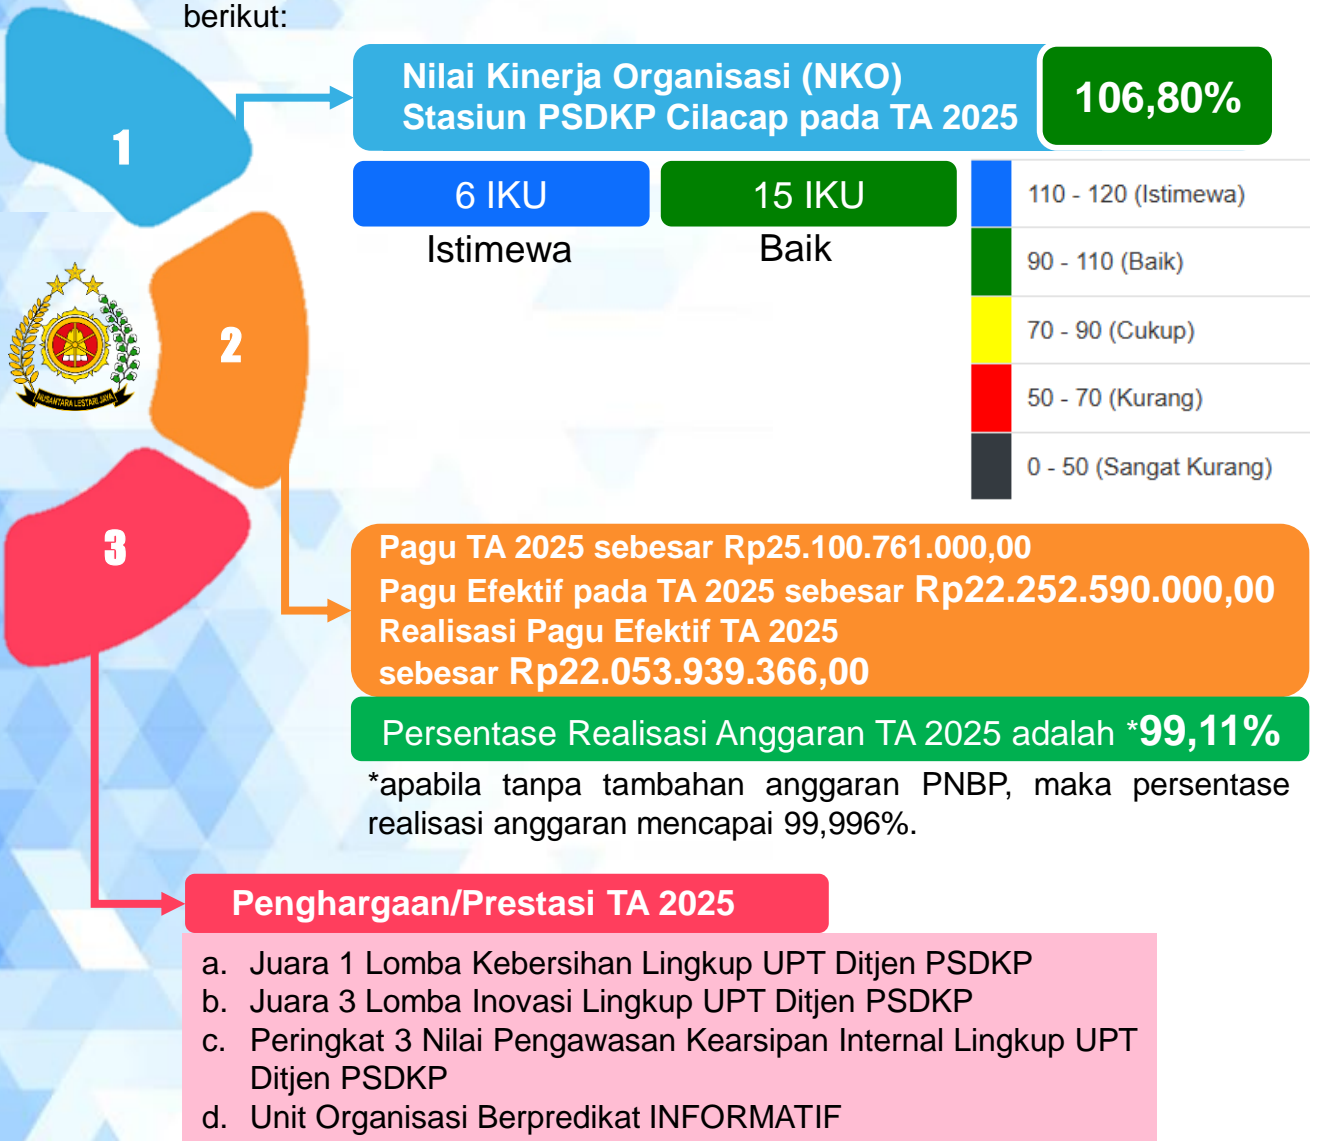 berikut:
1
Nilai Kinerja Organisasi (NKO)
Stasiun PSDKP Cilacap pada TA 2025
106,80%
6 IKU
15 IKU
Istimewa
Baik
110 - 120 (Istimewa)
90 - 110 (Baik)
70 - 90 (Cukup)
50 - 70 (Kurang)
0 - 50 (Sangat Kurang)
NUSANTARA LESTARI JAYA
2
Pagu TA 2025 sebesar Rp25.100.761.000,00
Pagu Efektif pada TA 2025 sebesar Rp22.252.590.000,00
Realisasi Pagu Efektif TA 2025
sebesar Rp22.053.939.366,00
Persentase Realisasi Anggaran TA 2025 adalah *99,11%
*apabila tanpa tambahan anggaran PNBP, maka persentase
realisasi anggaran mencapai 99,996%.
3
Penghargaan/Prestasi TA 2025
a. Juara 1 Lomba Kebersihan Lingkup UPT Ditjen PSDKP
b. Juara 3 Lomba Inovasi Lingkup UPT Ditjen PSDKP
c. Peringkat 3 Nilai Pengawasan Kearsipan Internal Lingkup UPT
Ditjen PSDKP
d. Unit Organisasi Berpredikat INFORMATIF